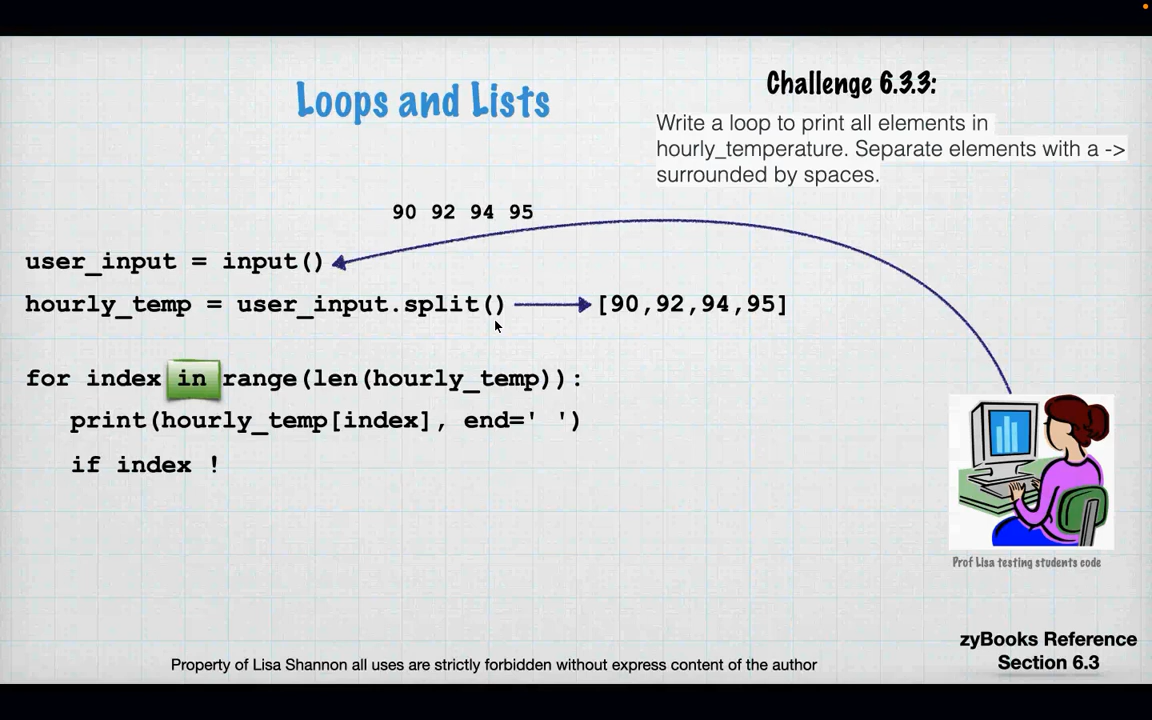 Loops and Lists
Challenge 6.3.3:
Write a loop to print all elements in
hourly_temperature. Separate elements with a ->
surrounded by spaces.
90 92 94 95
user_input = input()
hourly_temp = user_input.split()
[90,92,94,95]
for index in range(len(hourly_temp)):
print(hourly_temp[index], end=' ')
if index !
Prof Lisa testing students code
zyBooks Reference
Section 6.3
Property of Lisa Shannon all uses are strictly forbidden without express content of the author